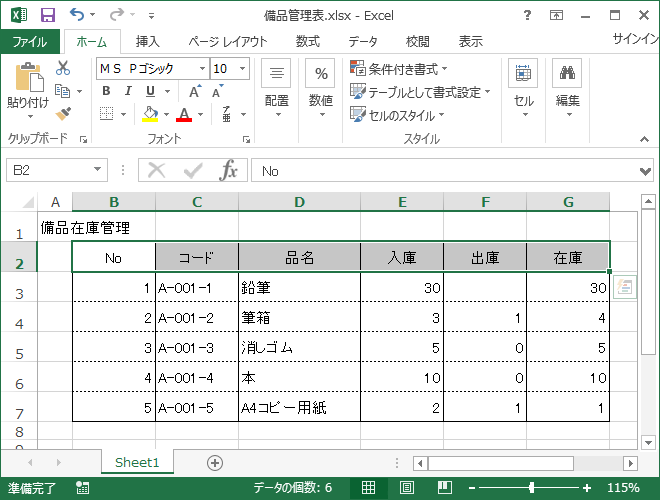 備品管理表.xlsx - Excel
ファイル ホーム 挿入 ページ レイアウト 数式 データ 校閲 表示 サインイン
ＭＳ Ｐゴシック 10
貼り付け
B I U A A
A ア亜
配置
%
数値
条件付き書式
テーブルとして書式設定
セルのスタイル
セル
編集
クリップボード フォント スタイル
B2 fx No
A B C D E F G
1 備品在庫管理
2 No コード 品名 入庫 出庫 在庫
3 1 A-001-1 鉛筆 30 30
4 2 A-001-2 筆箱 3 1 4
5 3 A-001-3 消しゴム 5 0 5
6 4 A-001-4 本 10 0 10
7 5 A-001-5 A4コピー用紙 2 1 1
8
Sheet1
準備完了 データの個数: 6 115%